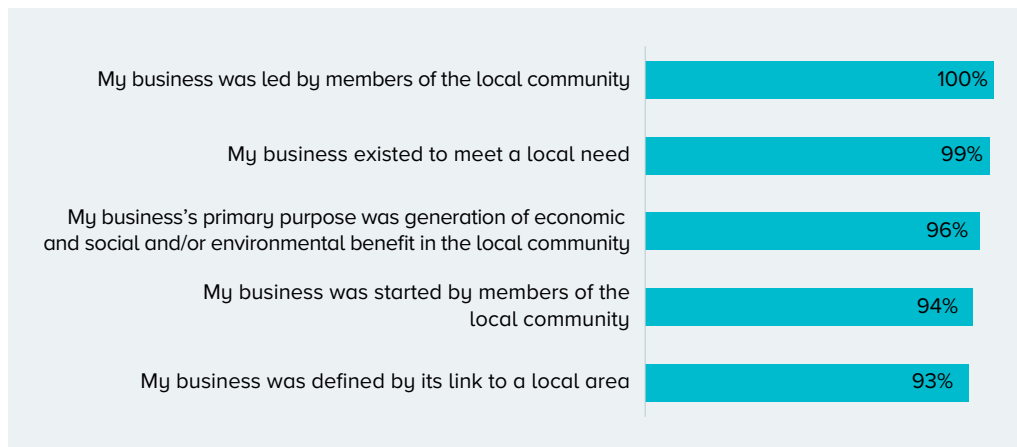 My business was led by members of the local community
100%
My business existed to meet a local need
99%
My business’s primary purpose was generation of economic
and social and/or environmental benefit in the local community
96%
My business was started by members of the
local community
94%
My business was defined by its link to a local area
93%